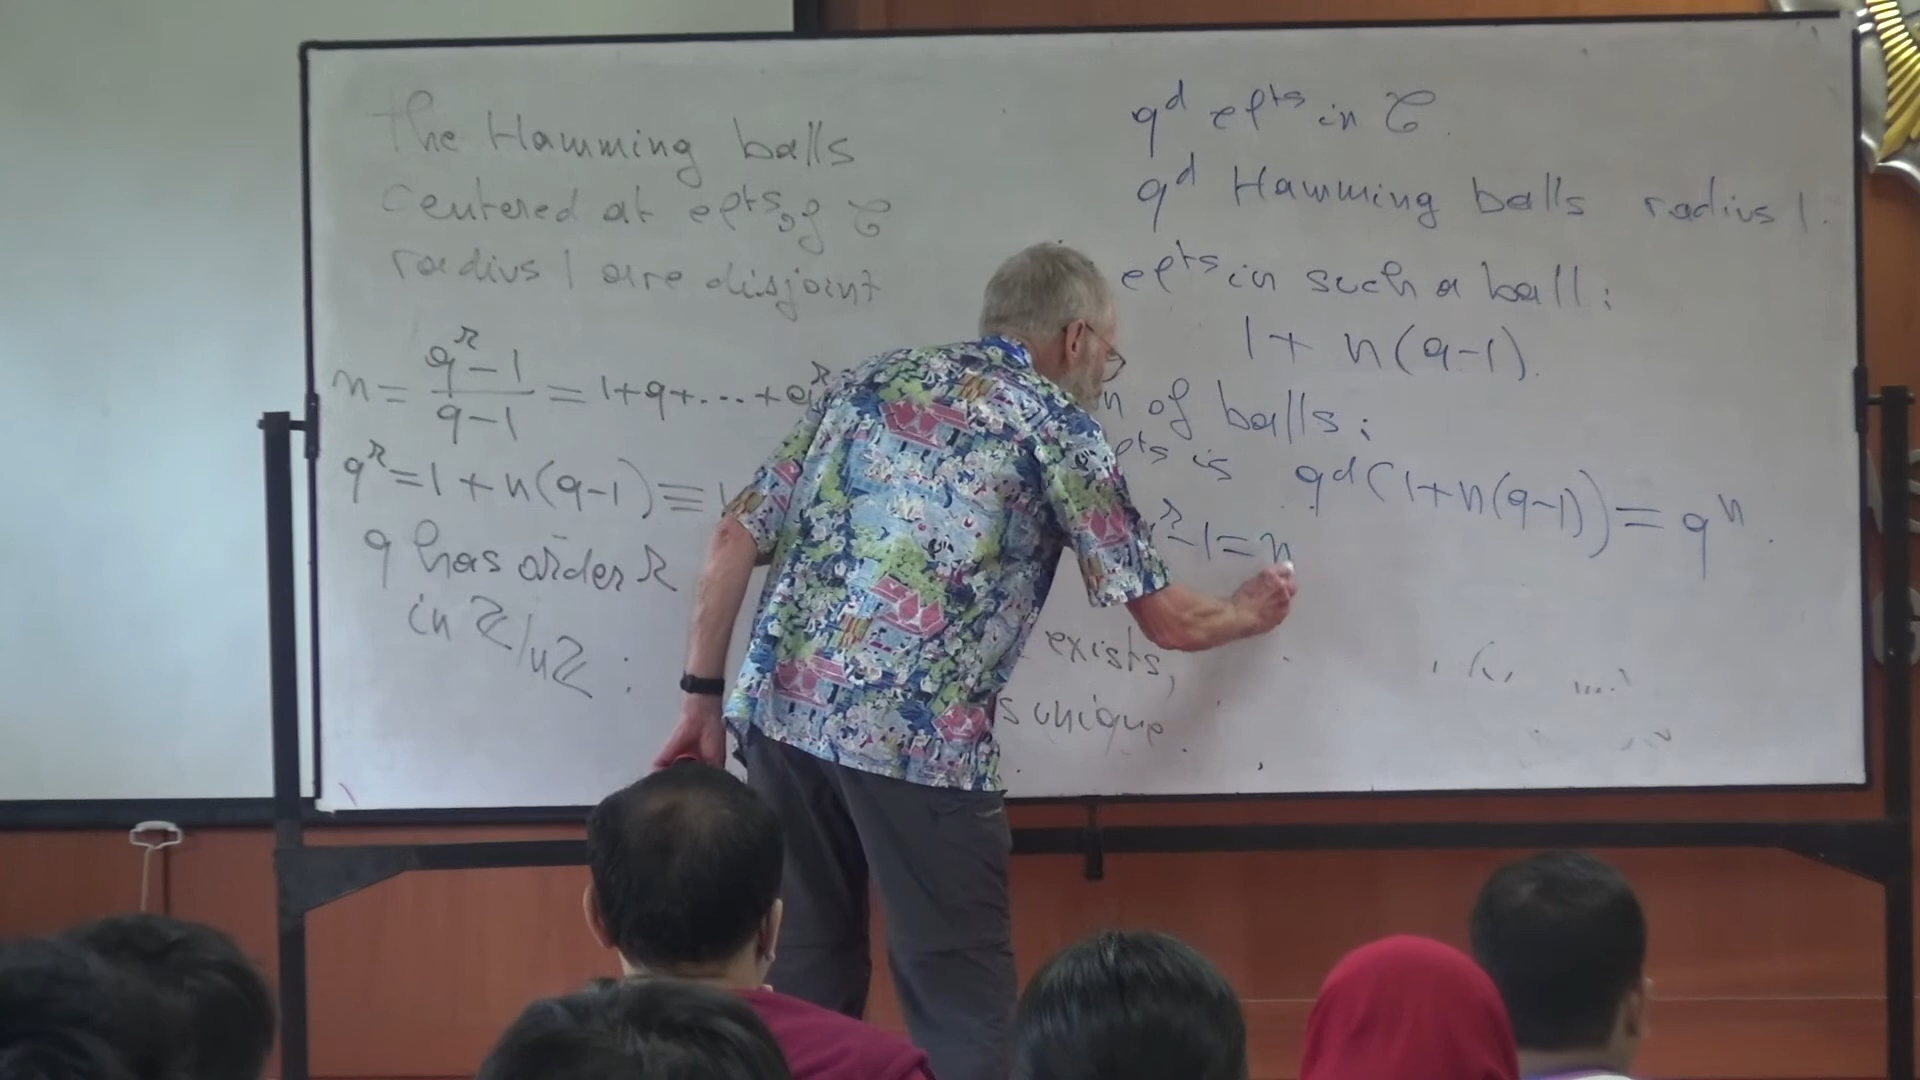 The Hamming balls
centered at elts of C
radius 1 are disjoint
n = (q^r - 1)/(q - 1) = 1+q+...+q^r
q^r = 1 + n(q-1) ≡
q has order r
in Z/nZ :
q^d elts in C.
q^d Hamming balls radius 1.
elts in such a ball :
1 + n(q-1).
of balls :
elts is q^d(1+n(q-1)) = q^n.
r - 1 = n
exists,
unique.